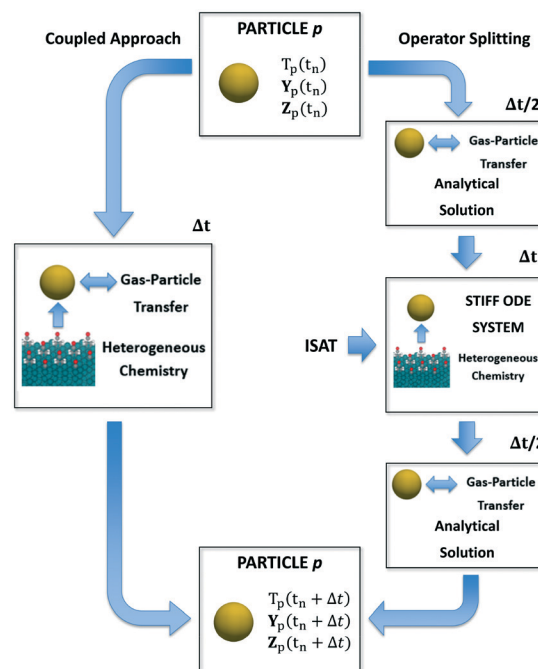 Coupled Approach
PARTICLE p
Operator Splitting
Tp(tn)
Yp(tn)
Zp(tn)
Δt/2
Gas-Particle
Transfer
Analytical
Solution
Δt
Gas-Particle
Transfer
Heterogeneous
Chemistry
Δt
STIFF ODE
SYSTEM
ISAT
Heterogeneous
Chemistry
Δt/2
Gas-Particle
Transfer
Analytical
Solution
PARTICLE p
Tp(tn + Δt)
Yp(tn + Δt)
Zp(tn + Δt)